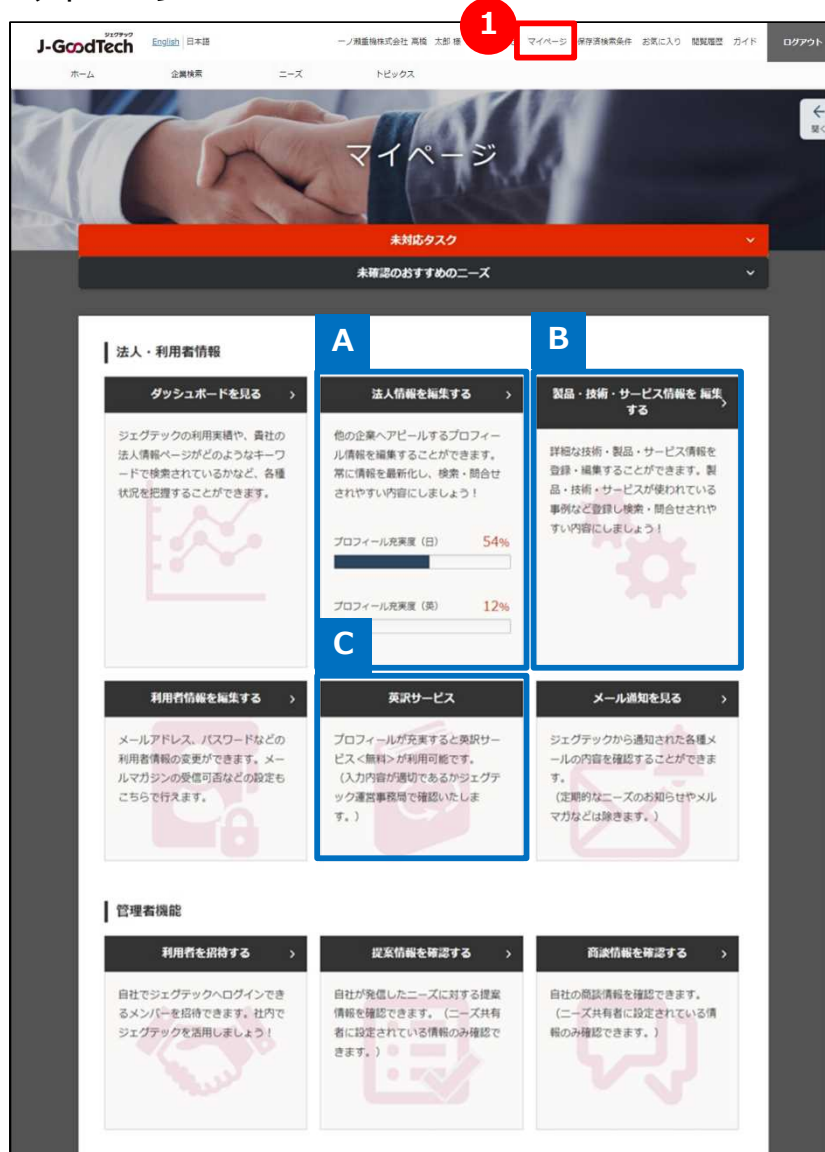 ジェグテック
J-GoodTech English 日本語 一ノ瀬重機株式会社 高橋 太郎 様 1 マイページ 保存済検索条件 お気に入り 閲覧履歴 ガイド ログアウト
ホーム 企業検索 ニーズ トピックス
マイページ
未対応タスク
未確認のおすすめのニーズ
法人・利用者情報
A
B
ダッシュボードを見る
ジェグテックの利用実績や、貴社の
法人情報ページがどのようなキーワ
ードで検索されているかなど、各種
状況を把握することができます。
法人情報を編集する
他の企業へアピールするプロフィー
ル情報を編集することができます。
常に情報を最新化し、検索・問合せ
されやすい内容にしましょう！
プロフィール充実度（日） 54%
プロフィール充実度（英） 12%
製品・技術・サービス情報を 編集
する
詳細な技術・製品・サービス情報を
登録・編集することができます。製
品・技術・サービスが使われている
事例など登録し検索・問合せされや
すい内容にしましょう！
C
利用者情報を編集する
メールアドレス、パスワードなどの
利用者情報の変更ができます。メー
ルマガジンの受信可否などの設定も
こちらで行えます。
英訳サービス
プロフィールが充実すると英訳サー
ビス<無料>が利用可能です。
（入力内容が適切であるかジェグテ
ック運営事務局で確認いたしま
す。）
メール通知を見る
ジェグテックから通知された各種メ
ールの内容を確認することができま
す。
（定期的なニーズのお知らせやメル
マガなどは除きます。）
管理者機能
利用者を招待する
自社でジェグテックへログインでき
るメンバーを招待できます。社内で
ジェグテックを活用しましょう！
提案情報を確認する
自社が発信したニーズに対する提案
情報を確認できます。（ニーズ共有
者に設定されている情報のみ確認で
きます。）
商談情報を確認する
自社の商談情報を確認できます。
（ニーズ共有者に設定されている情
報のみ確認できます。）